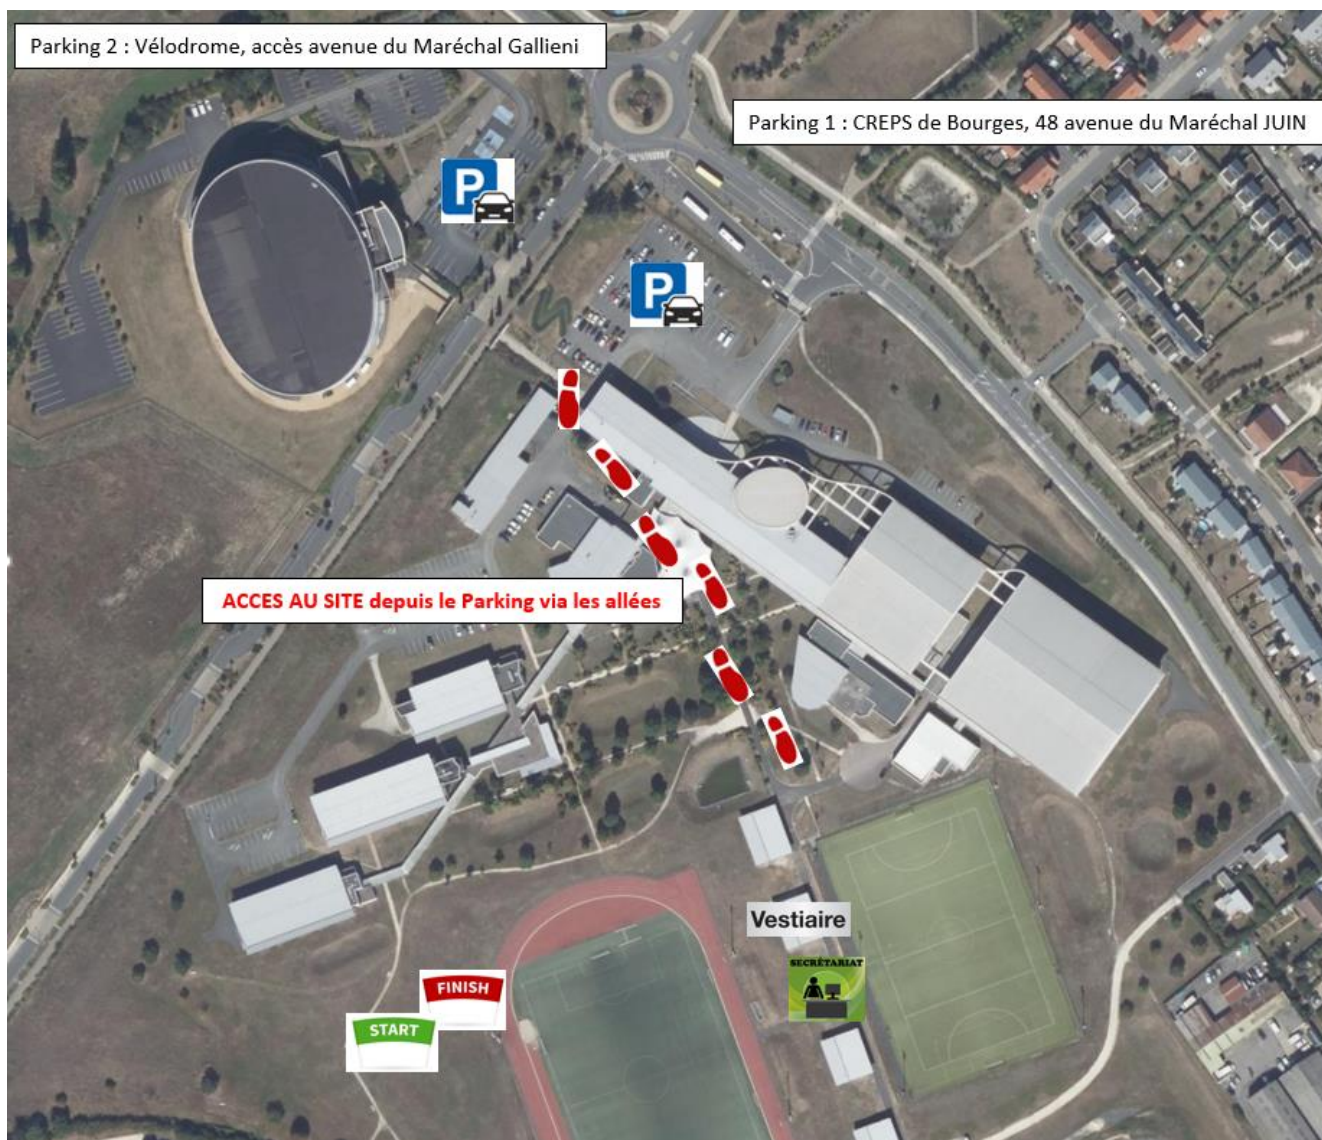 Parking 2 : Vélodrome, accès avenue du Maréchal Gallieni
Parking 1 : CREPS de Bourges, 48 avenue du Maréchal JUIN
P
P
ACCES AU SITE depuis le Parking via les allées
Vestiaire
SECRÉTARIAT
FINISH
START